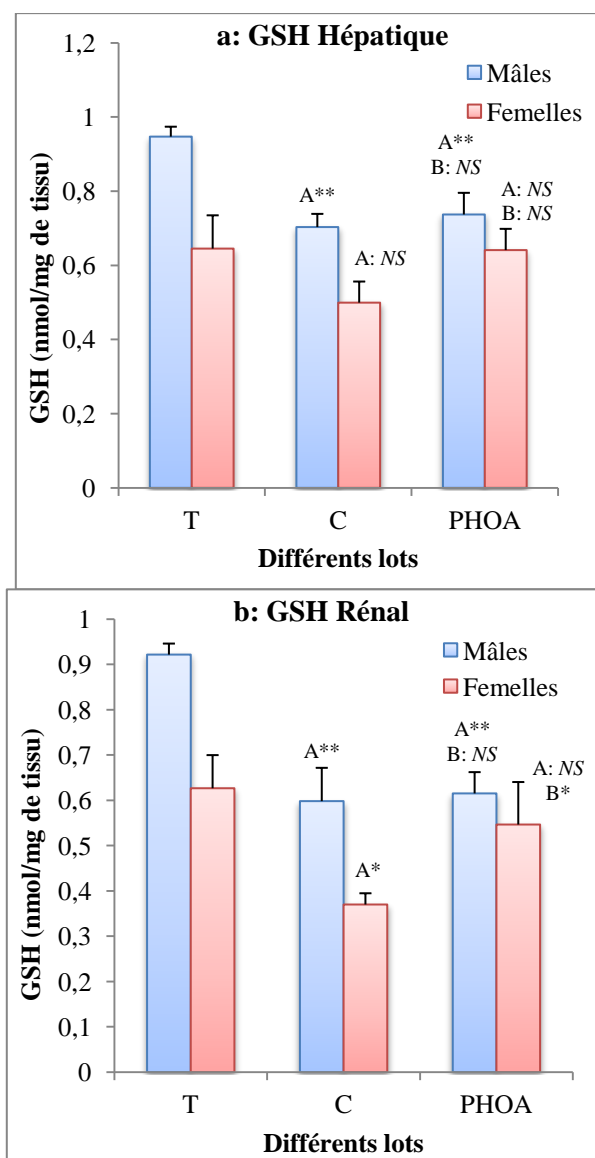 a: GSH Hépatique
Mâles
Femelles
GSH (nmol/mg de tissu)
1,2
1
0,8
0,6
0,4
0,2
0
A**
A: NS
A**
B: NS
A: NS
B: NS
T
C
PHOA
Différents lots
b: GSH Rénal
Mâles
Femelles
GSH (nmol/mg de tissu)
1
0,9
0,8
0,7
0,6
0,5
0,4
0,3
0,2
0,1
0
A**
A*
A**
B: NS
A: NS
B*
T
C
PHOA
Différents lots